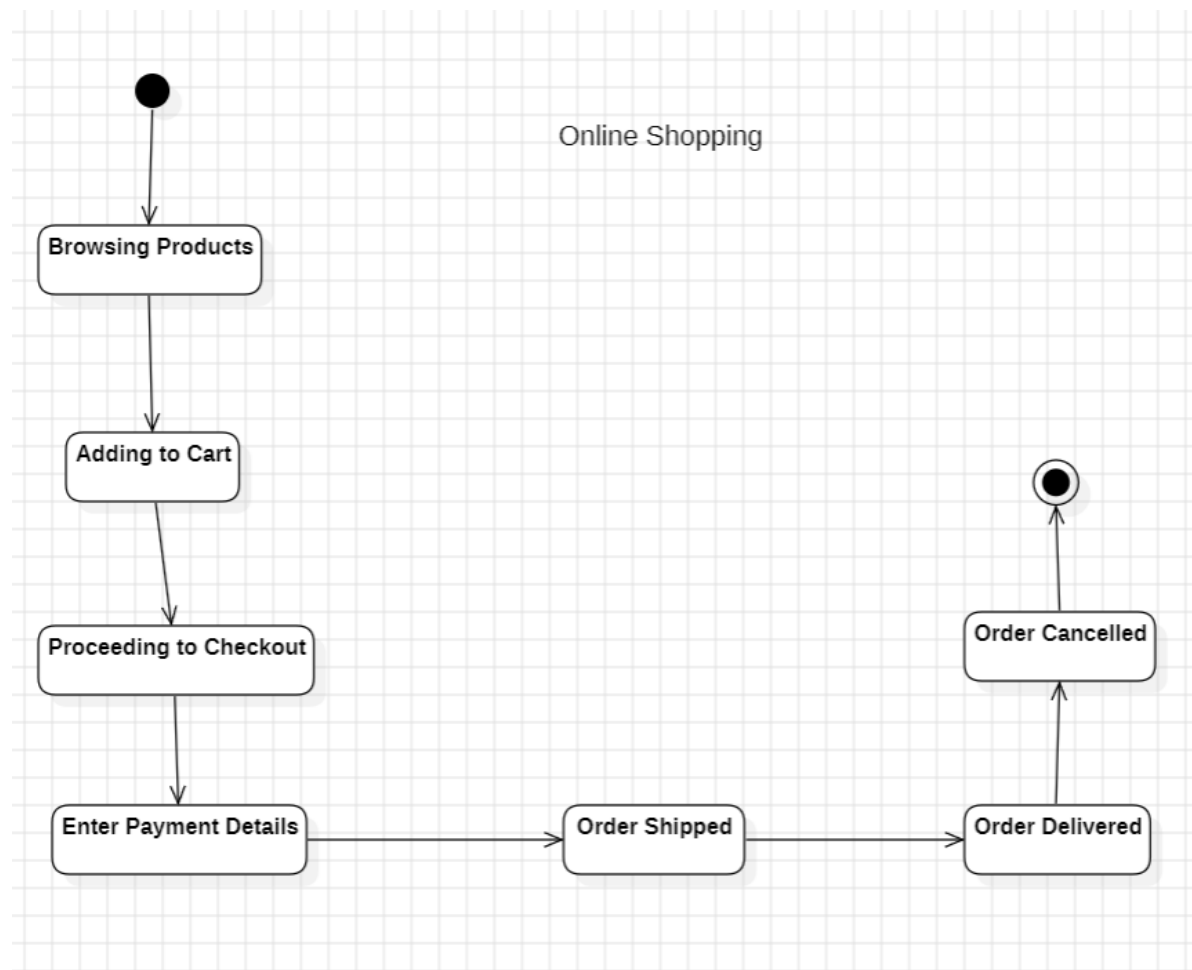 Online Shopping
Browsing Products
Adding to Cart
Proceeding to Checkout
Enter Payment Details
Order Shipped
Order Delivered
Order Cancelled